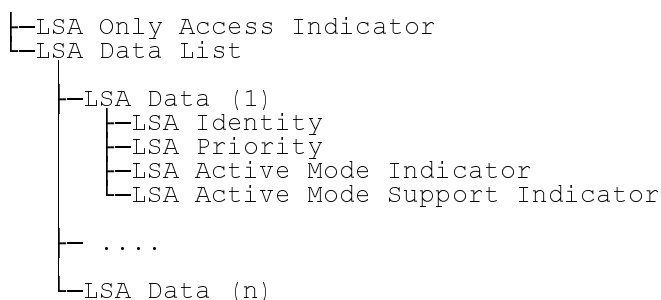 LSA Only Access Indicator
LSA Data List
LSA Data (1)
LSA Identity
LSA Priority
LSA Active Mode Indicator
LSA Active Mode Support Indicator
....
LSA Data (n)